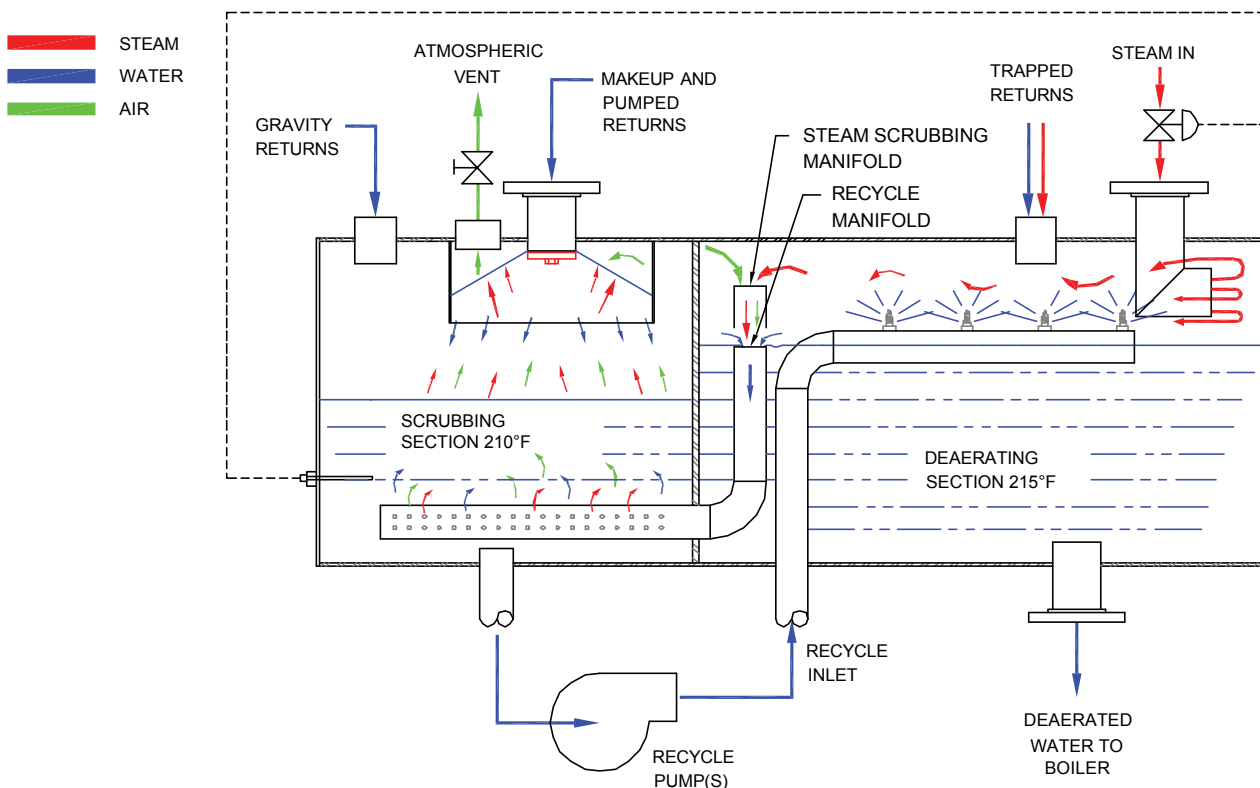 STEAM
WATER
AIR
ATMOSPHERIC
VENT
GRAVITY
RETURNS
MAKEUP AND
PUMPED
RETURNS
STEAM SCRUBBING
MANIFOLD
RECYCLE
MANIFOLD
TRAPPED
RETURNS
STEAM IN
SCRUBBING
SECTION 210°F
DEAERATING
SECTION 215°F
RECYCLE
INLET
RECYCLE
PUMP(S)
DEAERATED
WATER TO
BOILER